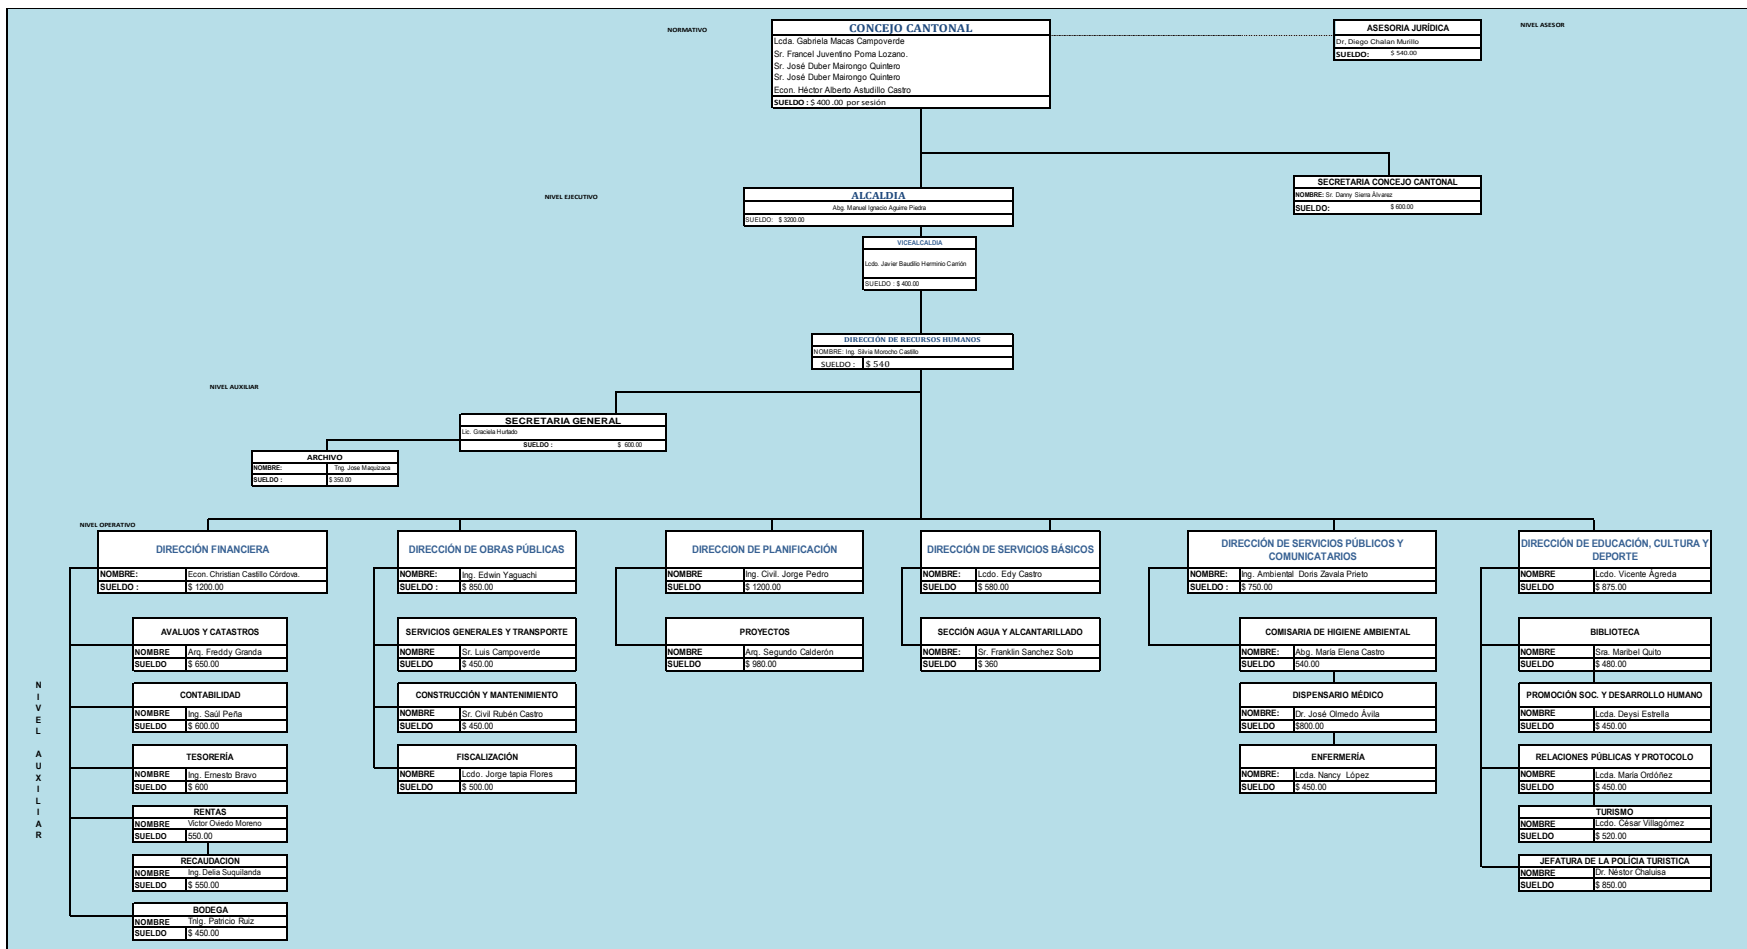 NORMATIVO
CONCEJO CANTONAL
Lcda. Gabriela Macas Campoverde
Sr. Francel Juventino Poma Lozano.
Sr. José Duber Mairongo Quintero
Sr. José Duber Mairongo Quintero
Econ. Héctor Alberto Astudillo Castro
SUELDO : $ 400 .00 por sesión
ASESORIA JURÍDICA
Dr, Diego Chalan Murillo
SUELDO: $ 540.00
NIVEL ASESOR
NIVEL EJECUTIVO
ALCALDIA
Abg. Manuel Ignacio Aguirre Piedra
SUELDO: $ 3200.00
SECRETARIA CONCEJO CANTONAL
NOMBRE: Sr. Danny Sierra Álvarez
SUELDO: $ 600.00
VICEALCALDIA
Lcdo. Javier Baudilio Herminio Carrión
SUELDO : $ 400.00
DIRECCIÓN DE RECURSOS HUMANOS
NOMBRE: Ing. Silvia Morocho Castillo
SUELDO : $ 540
NIVEL AUXILIAR
SECRETARIA GENERAL
Lic. Graciela Hurtado
SUELDO : $ 600.00
ARCHIVO
NOMBRE: Tng. Jose Maquizaca
SUELDO : $ 350.00
NIVEL OPERATIVO
DIRECCIÓN FINANCIERA
NOMBRE: Econ. Christian Castillo Córdova.
SUELDO : $ 1200.00
AVALUOS Y CATASTROS
NOMBRE Arq. Freddy Granda
SUELDO $ 650.00
CONTABILIDAD
NOMBRE Ing. Saúl Peña
SUELDO $ 600.00
TESORERÍA
NOMBRE Ing. Ernesto Bravo
SUELDO $ 600
RENTAS
NOMBRE Victor Oviedo Moreno
SUELDO 550.00
RECAUDACION
NOMBRE Ing. Delia Suquilanda
SUELDO $ 550.00
BODEGA
NOMBRE Tnlg. Patricio Ruiz
SUELDO $ 450.00
DIRECCIÓN DE OBRAS PÚBLICAS
NOMBRE: Ing. Edwin Yaguachi
SUELDO : $ 850.00
SERVICIOS GENERALES Y TRANSPORTE
NOMBRE Sr. Luis Campoverde
SUELDO $ 450.00
CONSTRUCCIÓN Y MANTENIMIENTO
NOMBRE Sr. Civil Rubén Castro
SUELDO $ 450.00
FISCALIZACIÓN
NOMBRE Lcdo. Jorge tapia Flores
SUELDO $ 500.00
DIRECCION DE PLANIFICACIÓN
NOMBRE Ing. Civil. Jorge Pedro
SUELDO $ 1200.00
PROYECTOS
NOMBRE Arq. Segundo Calderón
SUELDO $ 980.00
DIRECCIÓN DE SERVICIOS BÁSICOS
NOMBRE: Lcdo. Edy Castro
SUELDO $ 580.00
SECCIÓN AGUA Y ALCANTARILLADO
NOMBRE: Sr. Franklin Sanchez Soto
SUELDO $ 360
DIRECCIÓN DE SERVICIOS PÚBLICOS Y
COMUNICATARIOS
NOMBRE: Ing. Ambiental Doris Zavala Prieto
SUELDO : $ 750.00
COMISARIA DE HIGIENE AMBIENTAL
NOMBRE: Abg. María Elena Castro
SUELDO 540.00
DISPENSARIO MÉDICO
NOMBRE: Dr. José Olmedo Ávila
SUELDO $800.00
ENFERMERÍA
NOMBRE: Lcda. Nancy López
SUELDO $ 450.00
DIRECCIÓN DE EDUCACIÓN, CULTURA Y
DEPORTE
NOMBRE Lcdo. Vicente Ágreda
SUELDO $ 875.00
BIBLIOTECA
NOMBRE Sra. Maribel Quito
SUELDO $ 480.00
PROMOCIÓN SOC. Y DESARROLLO HUMANO
NOMBRE Lcda. Deysi Estrella
SUELDO $ 450.00
RELACIONES PÚBLICAS Y PROTOCOLO
NOMBRE Lcda. María Ordóñez
SUELDO $ 450.00
TURISMO
NOMBRE Lcdo. César Villagómez
SUELDO $ 520.00
JEFATURA DE LA POLÍCIA TURISTICA
NOMBRE Dr. Néstor Chaluisa
SUELDO $ 850.00
NIVEL AUXILIAR